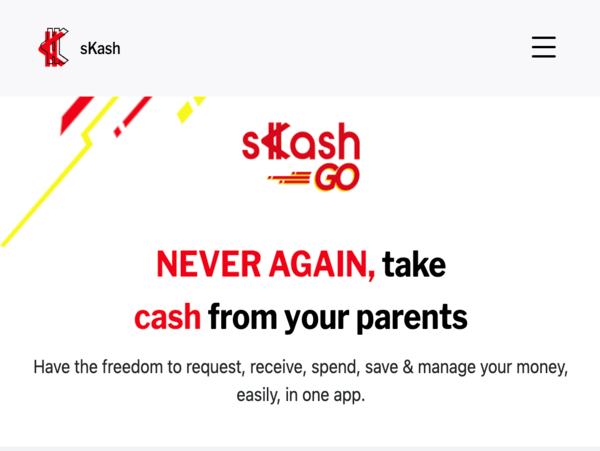 sKash
sKash
GO
NEVER AGAIN, take
cash from your parents
Have the freedom to request, receive, spend, save & manage your money,
easily, in one app.